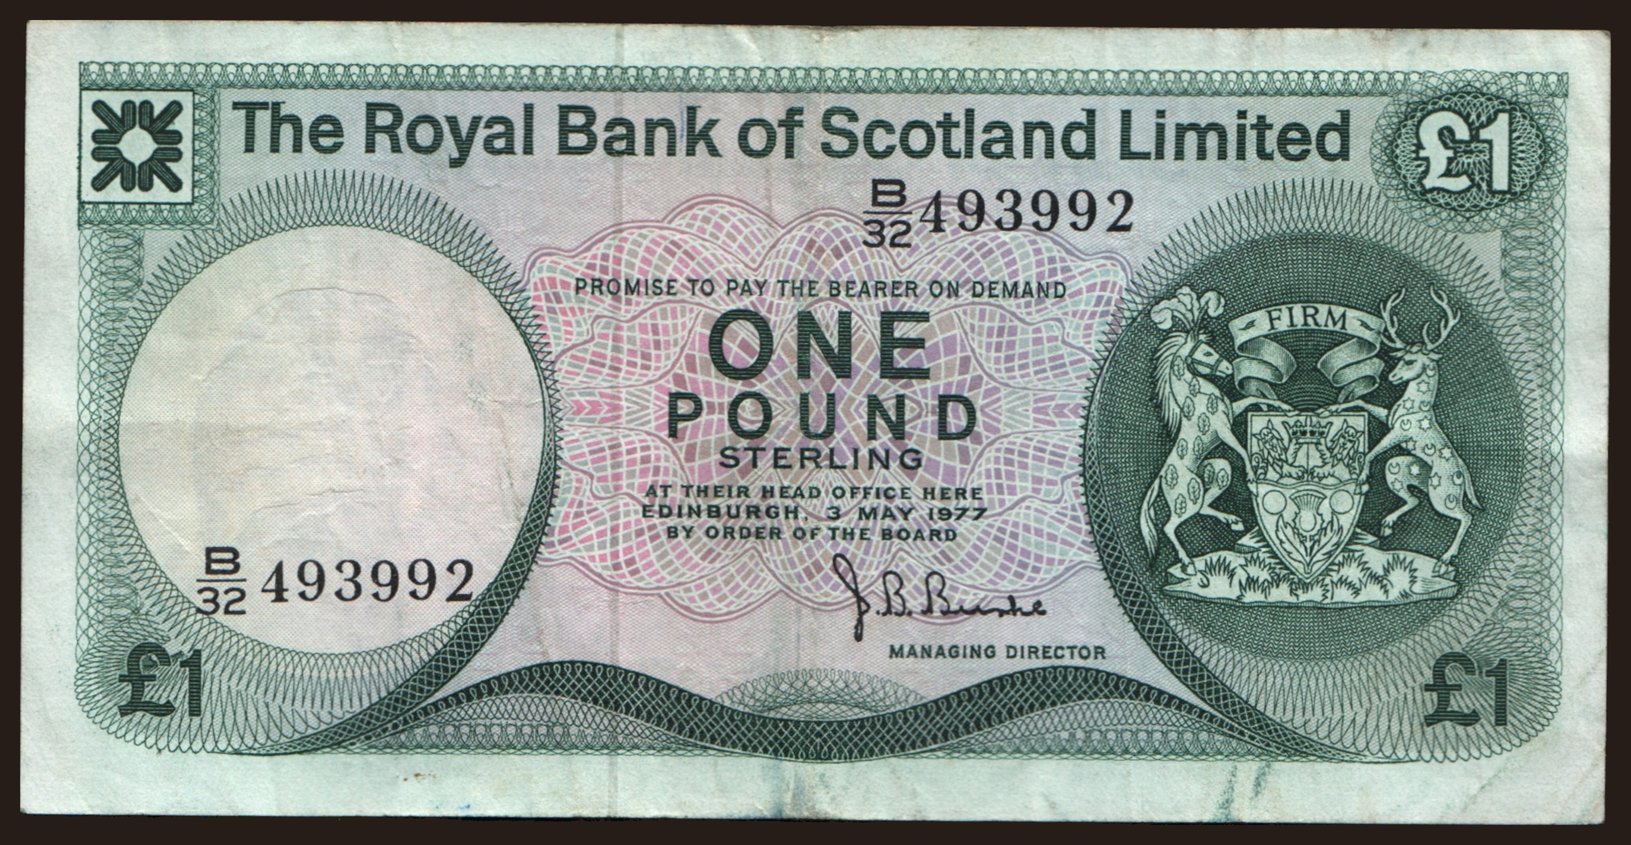 The Royal Bank of Scotland Limited
£1
B/32 493992
PROMISE TO PAY THE BEARER ON DEMAND
ONE
POUND
STERLING
AT THEIR HEAD OFFICE HERE
EDINBURGH, 3 MAY 1977
BY ORDER OF THE BOARD
FIRM
B/32 493992
J. B. Burke
MANAGING DIRECTOR
£1
£1